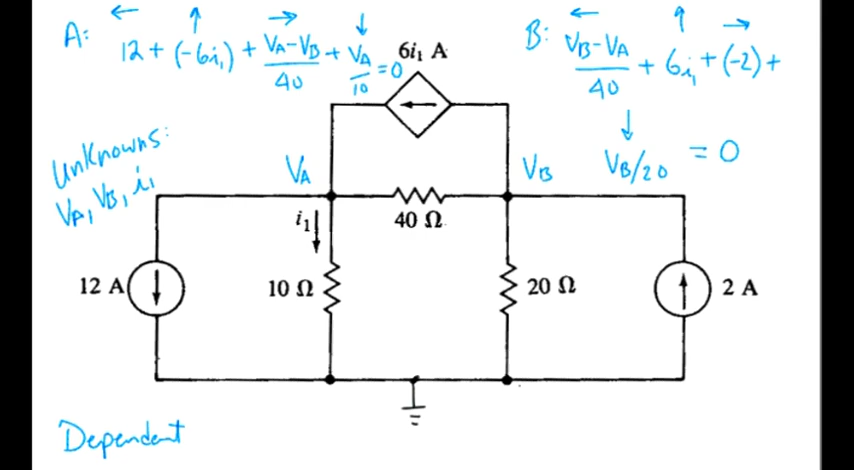 A: 12 + (-6i₁) + VA-VB/40 + VA/10 = 0
B: VB-VA/40 + 6i₁ + (-2) +
VB/20 = 0
6i₁ A
Unknowns:
VA, VB, i₁
VA
VB
i₁
40 Ω
12 A
10 Ω
20 Ω
2 A
Dependent